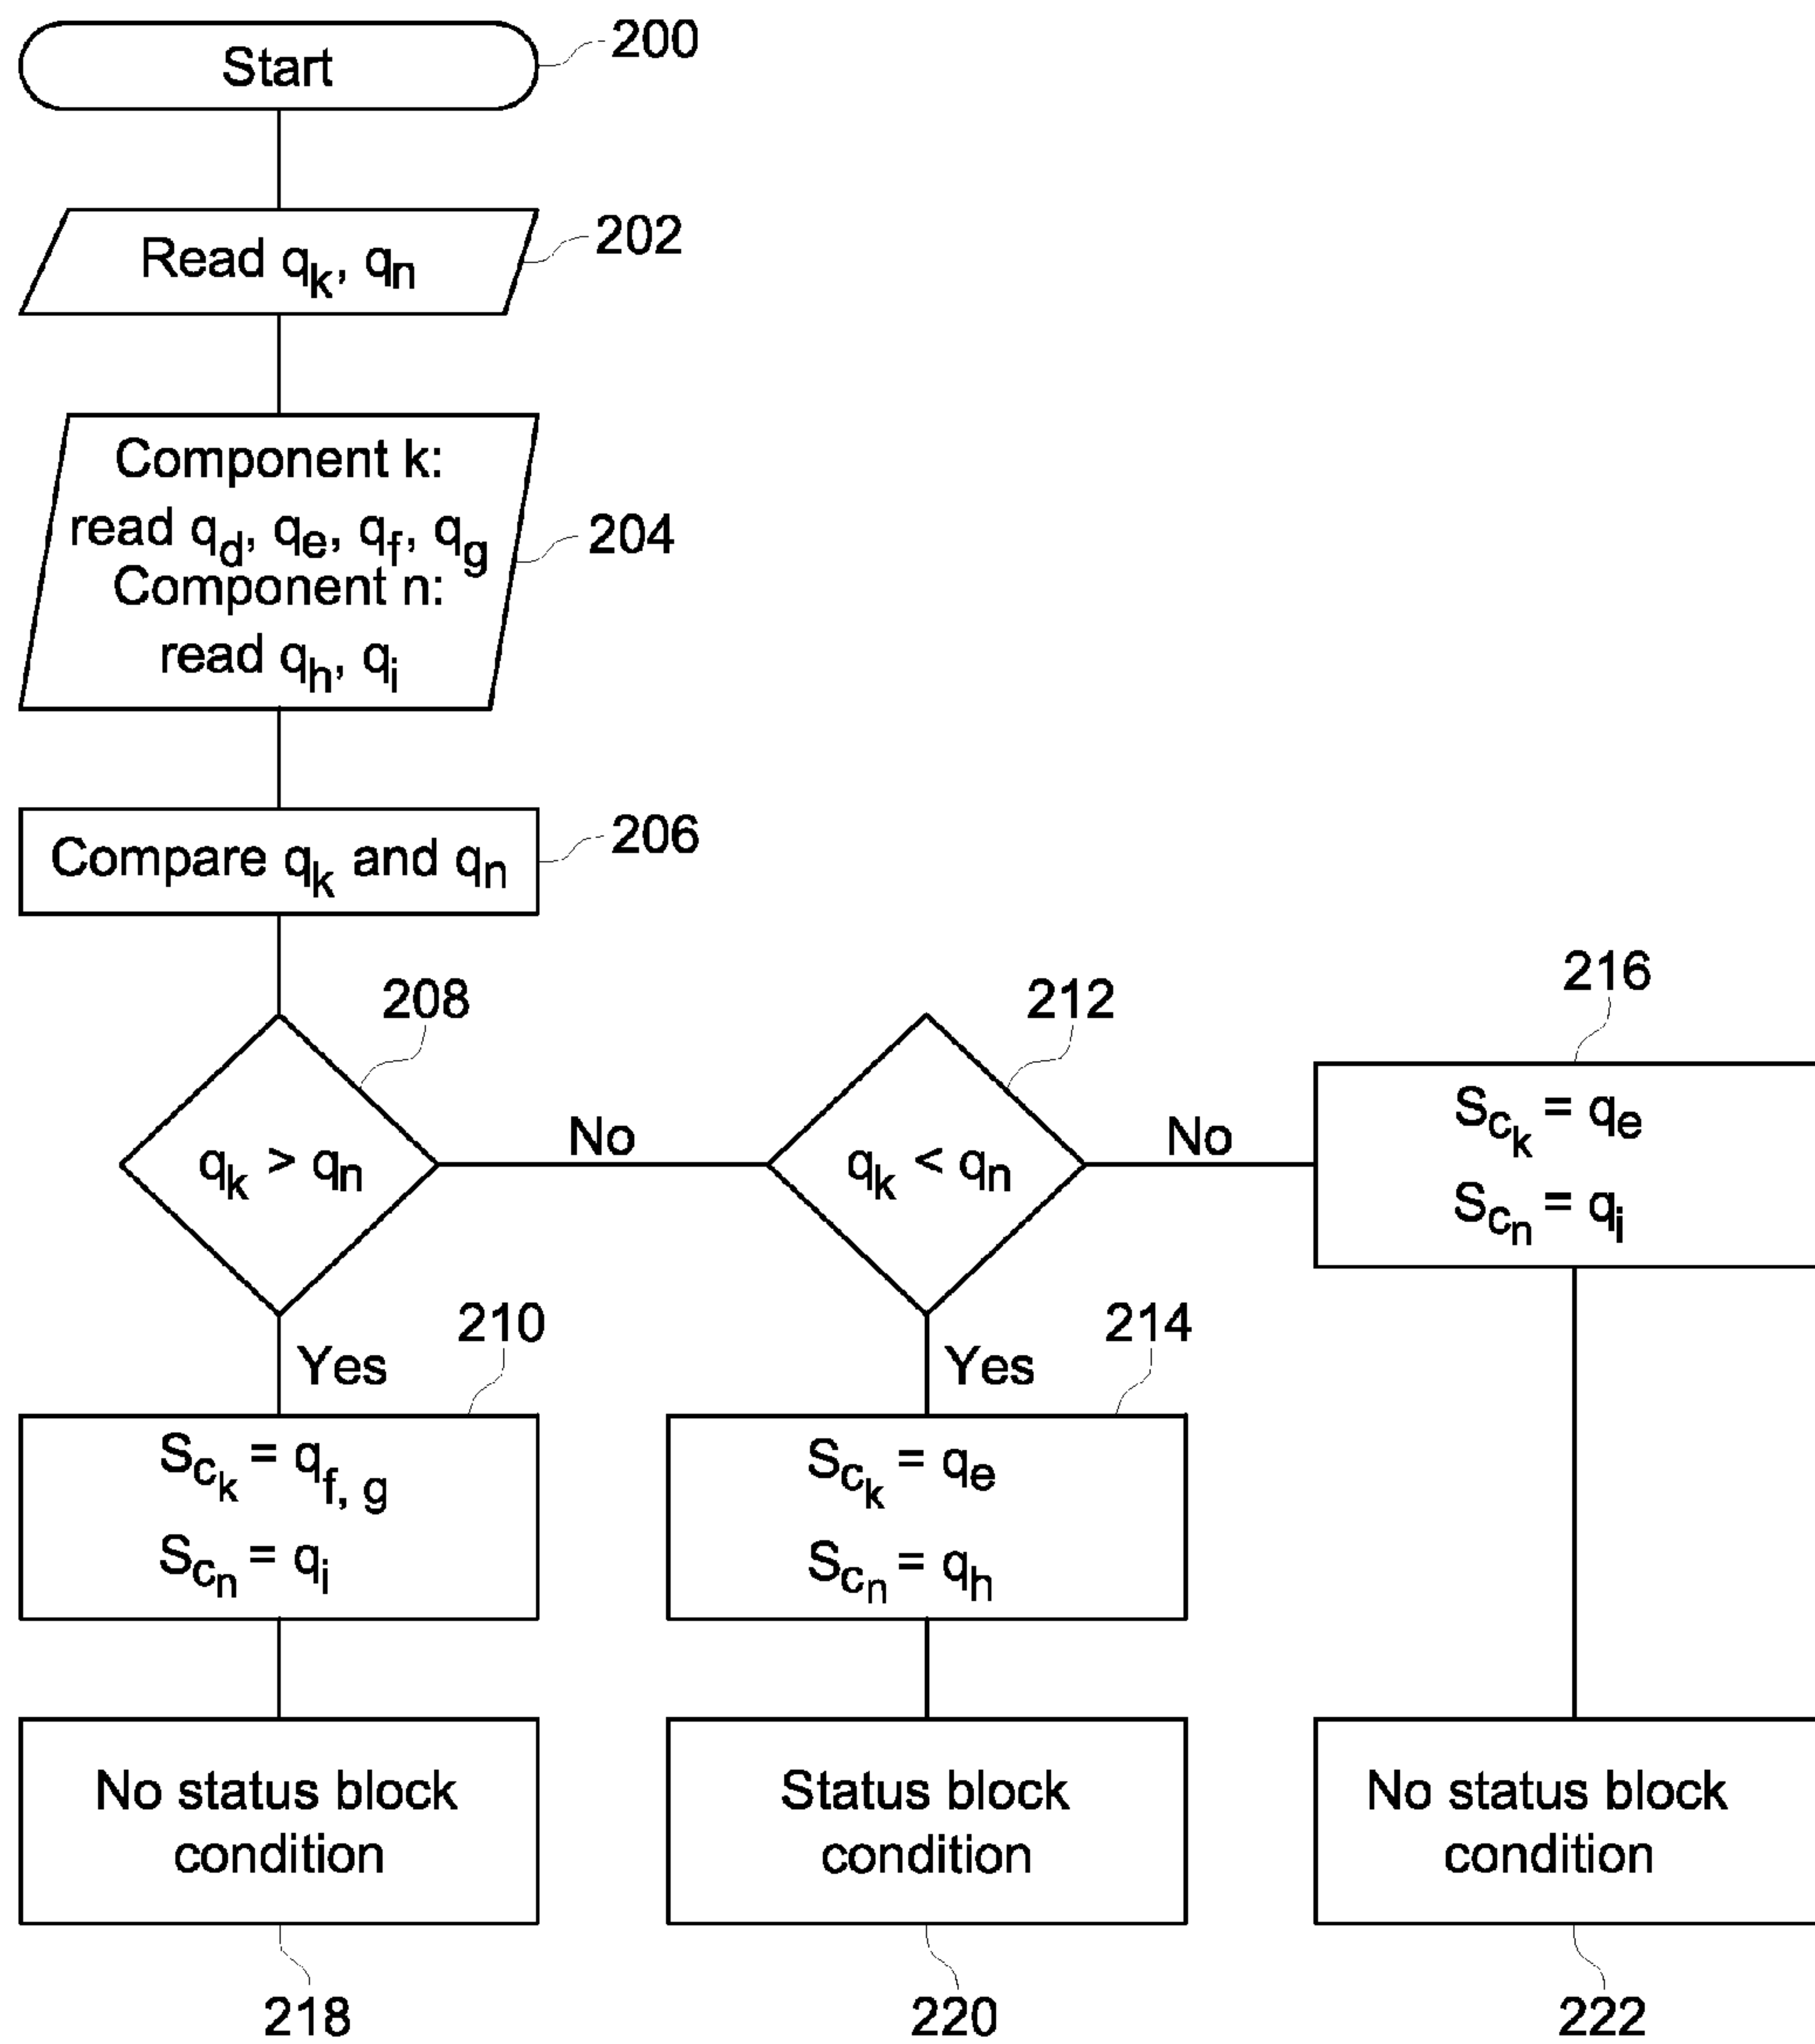 Start
200
Read qk, qn
202
Component k:
read qd, qe, qf, qg
Component n:
read qh, qi
204
Compare qk and qn
206
208
qk > qn
No
212
qk < qn
No
216
Sck = qe
Scn = qi
Yes
210
Sck = qf, g
Scn = qi
Yes
214
Sck = qe
Scn = qh
No status block
condition
218
Status block
condition
220
No status block
condition
222